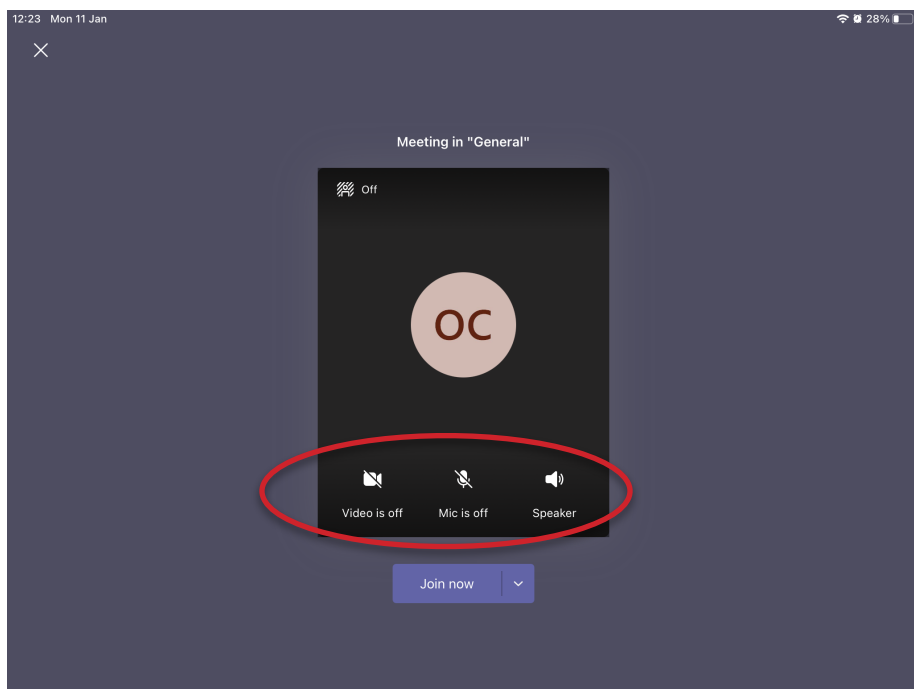 12:23 Mon 11 Jan 28%
Meeting in "General"
Off
OC
Video is off Mic is off Speaker
Join now